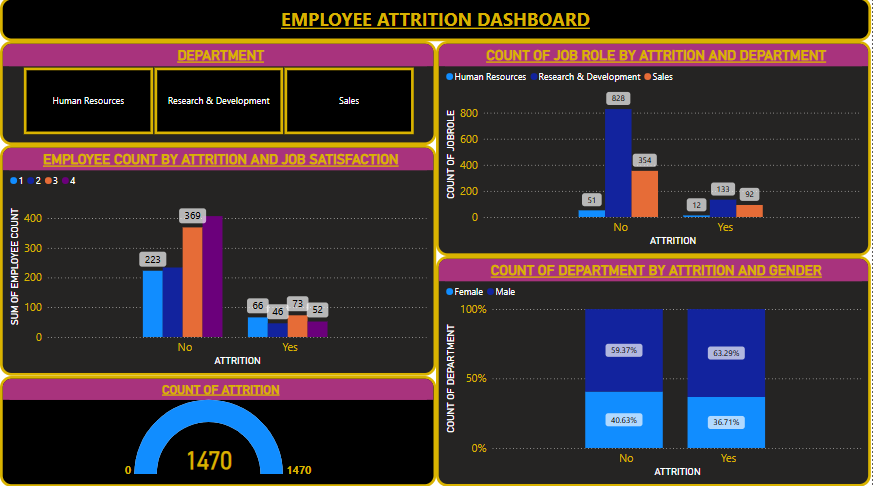 EMPLOYEE ATTRITION DASHBOARD
DEPARTMENT
Human Resources
Research & Development
Sales
EMPLOYEE COUNT BY ATTRITION AND JOB SATISFACTION
1 2 3 4
SUM OF EMPLOYEE COUNT
400
300
200
100
0
223
369
66
46
73
52
No
Yes
ATTRITION
COUNT OF ATTRITION
0
1470
1470
COUNT OF JOB ROLE BY ATTRITION AND DEPARTMENT
Human Resources Research & Development Sales
COUNT OF JOBROLE
800
600
400
200
0
51
828
354
12
133
92
No
Yes
ATTRITION
COUNT OF DEPARTMENT BY ATTRITION AND GENDER
Female Male
COUNT OF DEPARTMENT
100%
50%
0%
59.37%
63.29%
40.63%
36.71%
No
Yes
ATTRITION